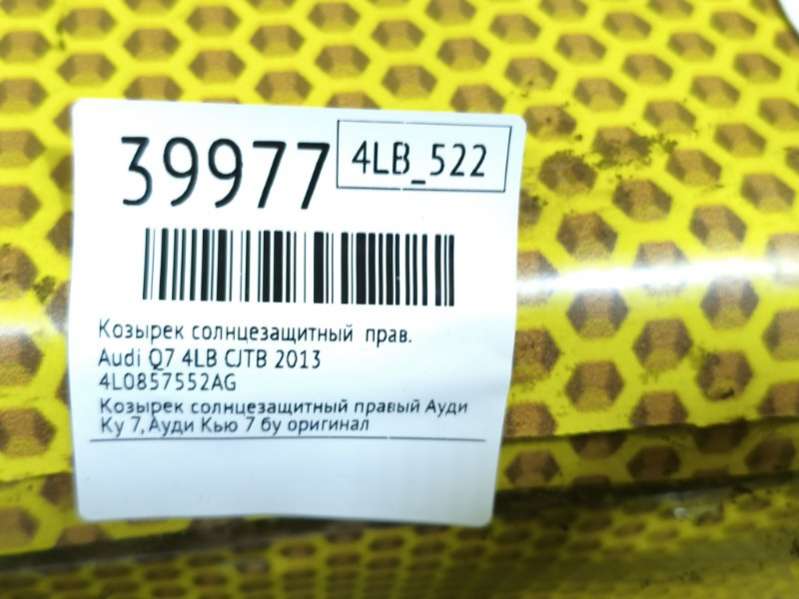 39977
4LB_522
Козырек солнцезащитный прав.
Audi Q7 4LB CJTB 2013
4L0857552AG
Козырек солнцезащитный правый Ауди
Ку 7, Ауди Кью 7 бу оригинал